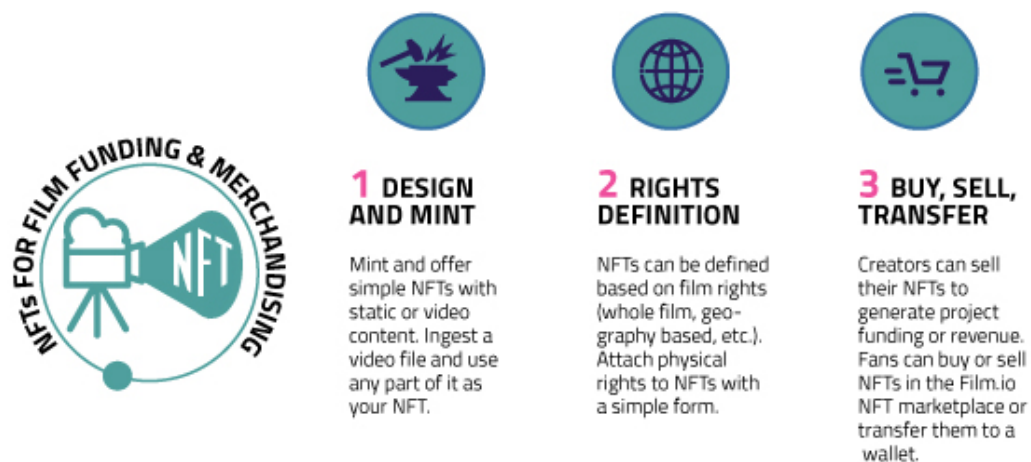 NFTs FOR FILM FUNDING & MERCHANDISING
NFT
1 DESIGN
AND MINT
Mint and offer
simple NFTs with
static or video
content. Ingest a
video file and use
any part of it as
your NFT.
2 RIGHTS
DEFINITION
NFTs can be defined
based on film rights
(whole film, geo-
graphy based, etc.).
Attach physical
rights to NFTs with
a simple form.
3 BUY, SELL,
TRANSFER
Creators can sell
their NFTs to
generate project
funding or revenue.
Fans can buy or sell
NFTs in the Film.io
NFT marketplace or
transfer them to a
wallet.